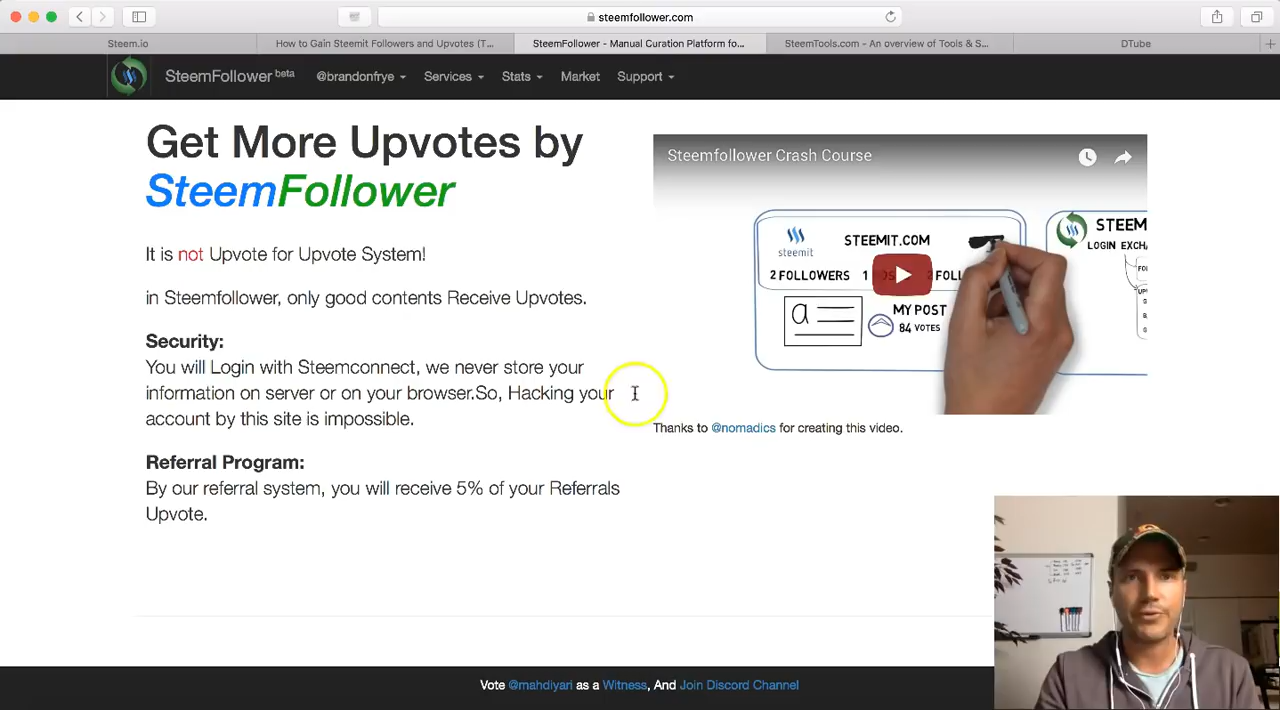 steemfollower.com
Steem.io
How to Gain Steemit Followers and Upvotes (T...
SteemFollower - Manual Curation Platform fo...
SteemTools.com - An overview of Tools & S...
DTube
SteemFollower beta
@brandonfrye
Services
Stats
Market
Support
Get More Upvotes by
SteemFollower
It is not Upvote for Upvote System!
in Steemfollower, only good contents Receive Upvotes.
Security:
You will Login with Steemconnect, we never store your
information on server or on your browser.So, Hacking your
account by this site is impossible.
Referral Program:
By our referral system, you will receive 5% of your Referrals
Upvote.
Steemfollower Crash Course
steemit
STEEMIT.COM
2 FOLLOWERS
a
MY POST
84 VOTES
STEEM
LOGIN EXCH
Thanks to @nomadics for creating this video.
Vote @mahdiyari as a Witness, And Join Discord Channel